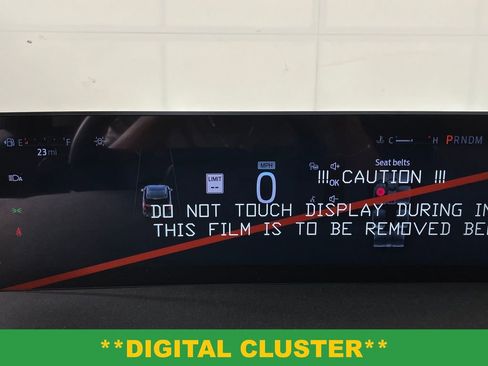 E F
23 mi
A
LIMIT
--
MPH
0
OK
Seat belts
C H PRNDM
!!! CAUTION !!!
DO NOT TOUCH DISPLAY DURING IN
THIS FILM IS TO BE REMOVED BE
**DIGITAL CLUSTER**